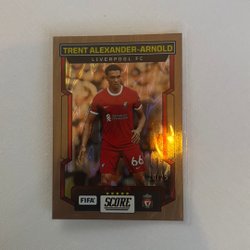 TRENT ALEXANDER-ARNOLD
LIVERPOOL FC
66
FIFA
SCORE